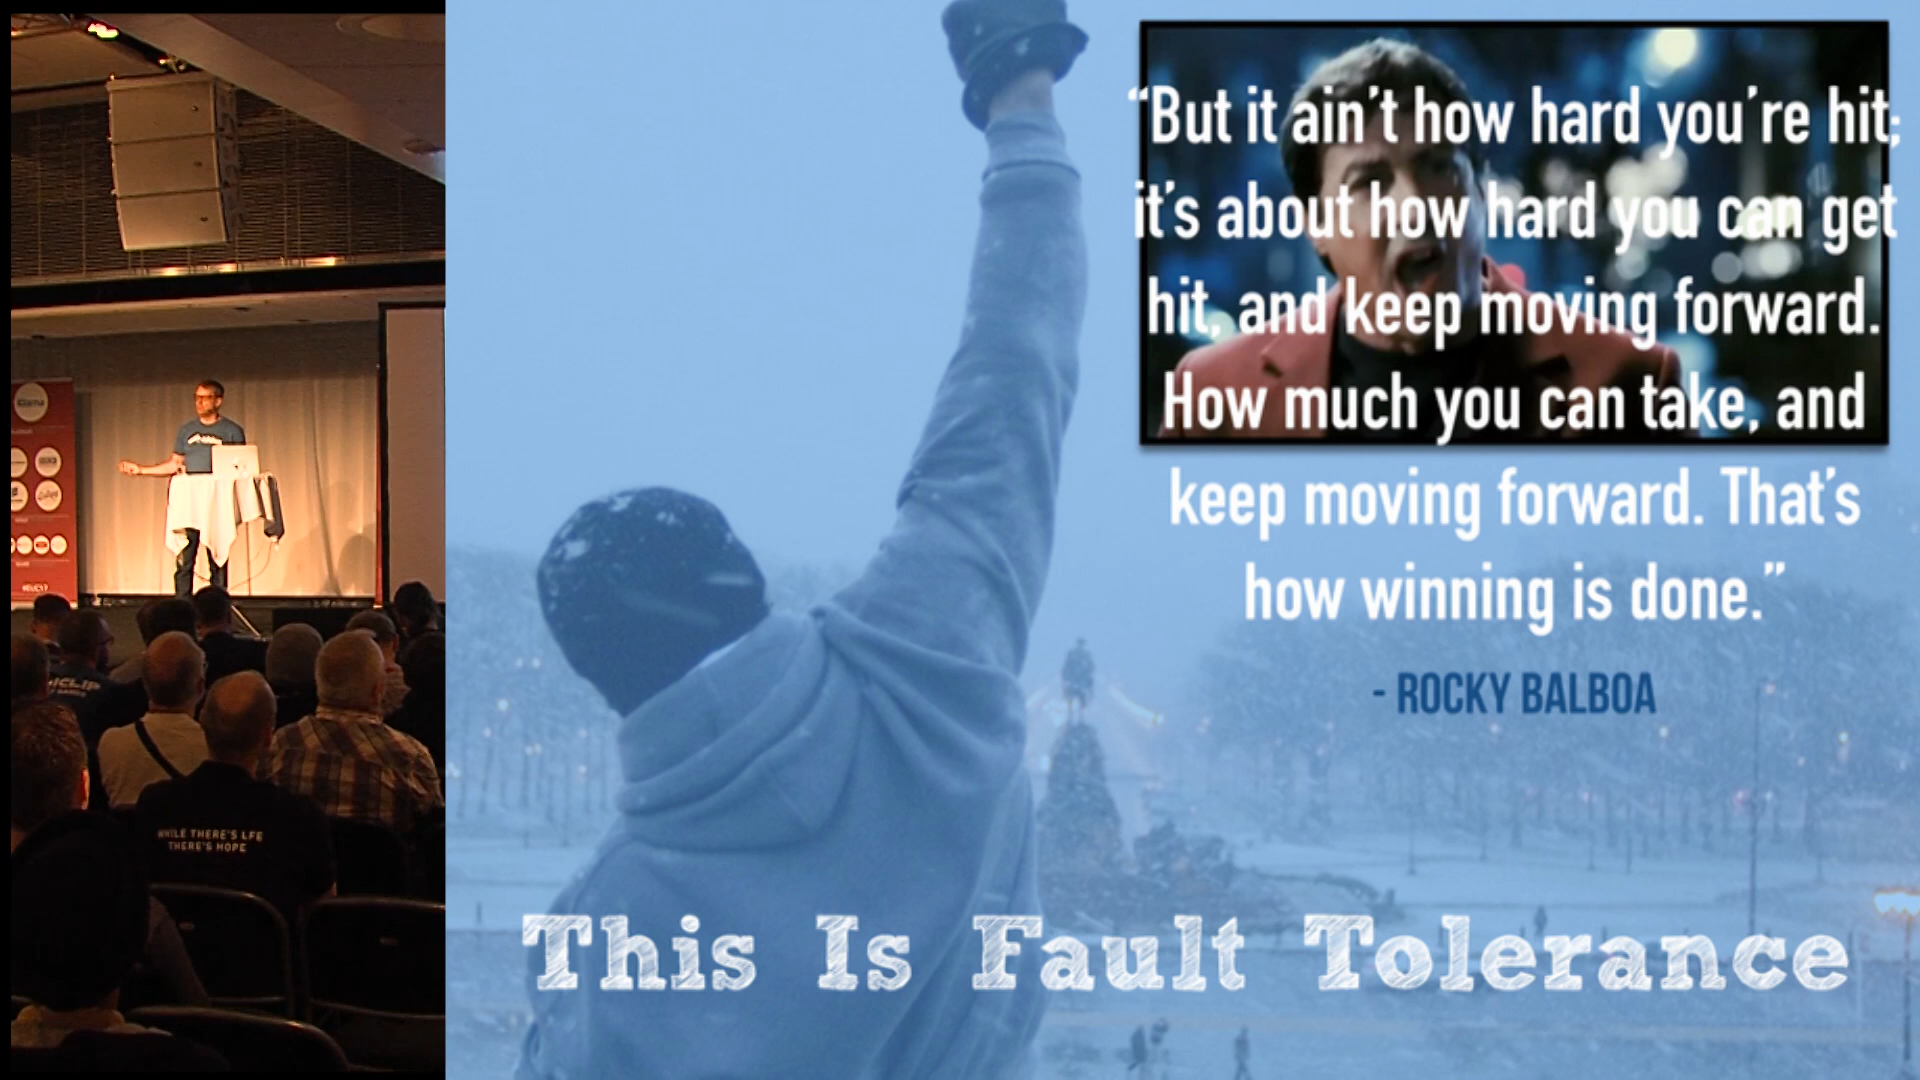 “But it ain’t how hard you’re hit;
it’s about how hard you can get
hit, and keep moving forward.
How much you can take, and
keep moving forward. That’s
how winning is done.”
- ROCKY BALBOA
This Is Fault Tolerance
WHILE THERE'S LFE
THERE'S HOPE